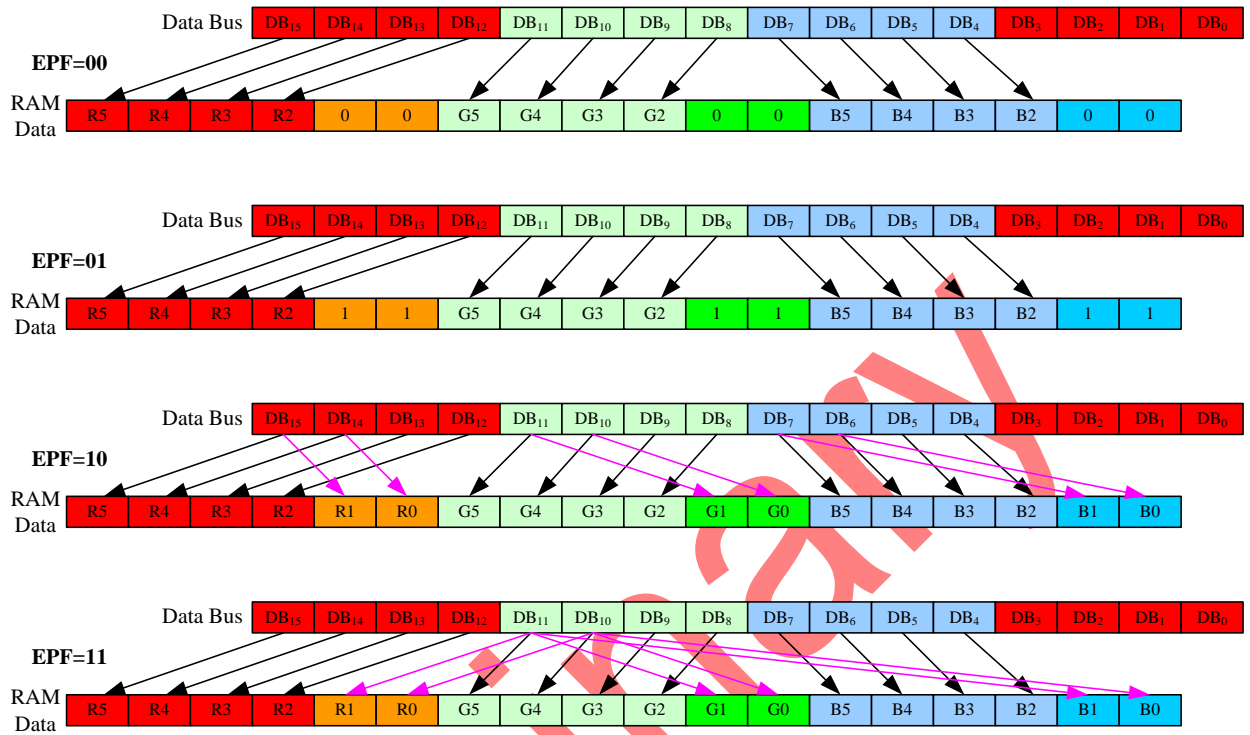 Data Bus DB15 DB14 DB13 DB12 DB11 DB10 DB9 DB8 DB7 DB6 DB5 DB4 DB3 DB2 DB1 DB0
EPF=00
RAM Data R5 R4 R3 R2 0 0 G5 G4 G3 G2 0 0 B5 B4 B3 B2 0 0
Data Bus DB15 DB14 DB13 DB12 DB11 DB10 DB9 DB8 DB7 DB6 DB5 DB4 DB3 DB2 DB1 DB0
EPF=01
RAM Data R5 R4 R3 R2 1 1 G5 G4 G3 G2 1 1 B5 B4 B3 B2 1 1
Data Bus DB15 DB14 DB13 DB12 DB11 DB10 DB9 DB8 DB7 DB6 DB5 DB4 DB3 DB2 DB1 DB0
EPF=10
RAM Data R5 R4 R3 R2 R1 R0 G5 G4 G3 G2 G1 G0 B5 B4 B3 B2 B1 B0
Data Bus DB15 DB14 DB13 DB12 DB11 DB10 DB9 DB8 DB7 DB6 DB5 DB4 DB3 DB2 DB1 DB0
EPF=11
RAM Data R5 R4 R3 R2 R1 R0 G5 G4 G3 G2 G1 G0 B5 B4 B3 B2 B1 B0